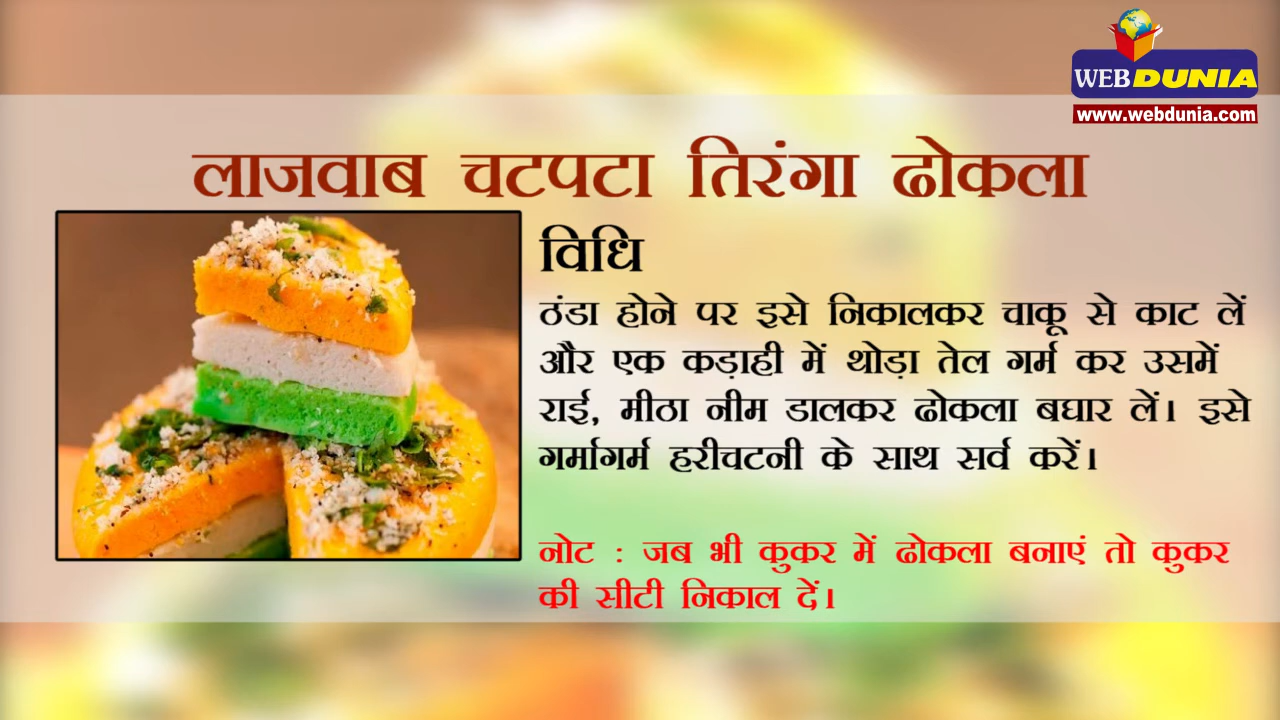 WEBDUNIA
www.webdunia.com
लाजवाब चटपटा तिरंगा ढोकला
विधि
ठंडा होने पर इसे निकालकर चाकू से काट लें
और एक कड़ाही में थोड़ा तेल गर्म कर उसमें
राई, मीठा नीम डालकर ढोकला बघार लें। इसे
गर्मागर्म हरीचटनी के साथ सर्व करें।
नोट : जब भी कुकर में ढोकला बनाएं तो कुकर
की सीटी निकाल दें।